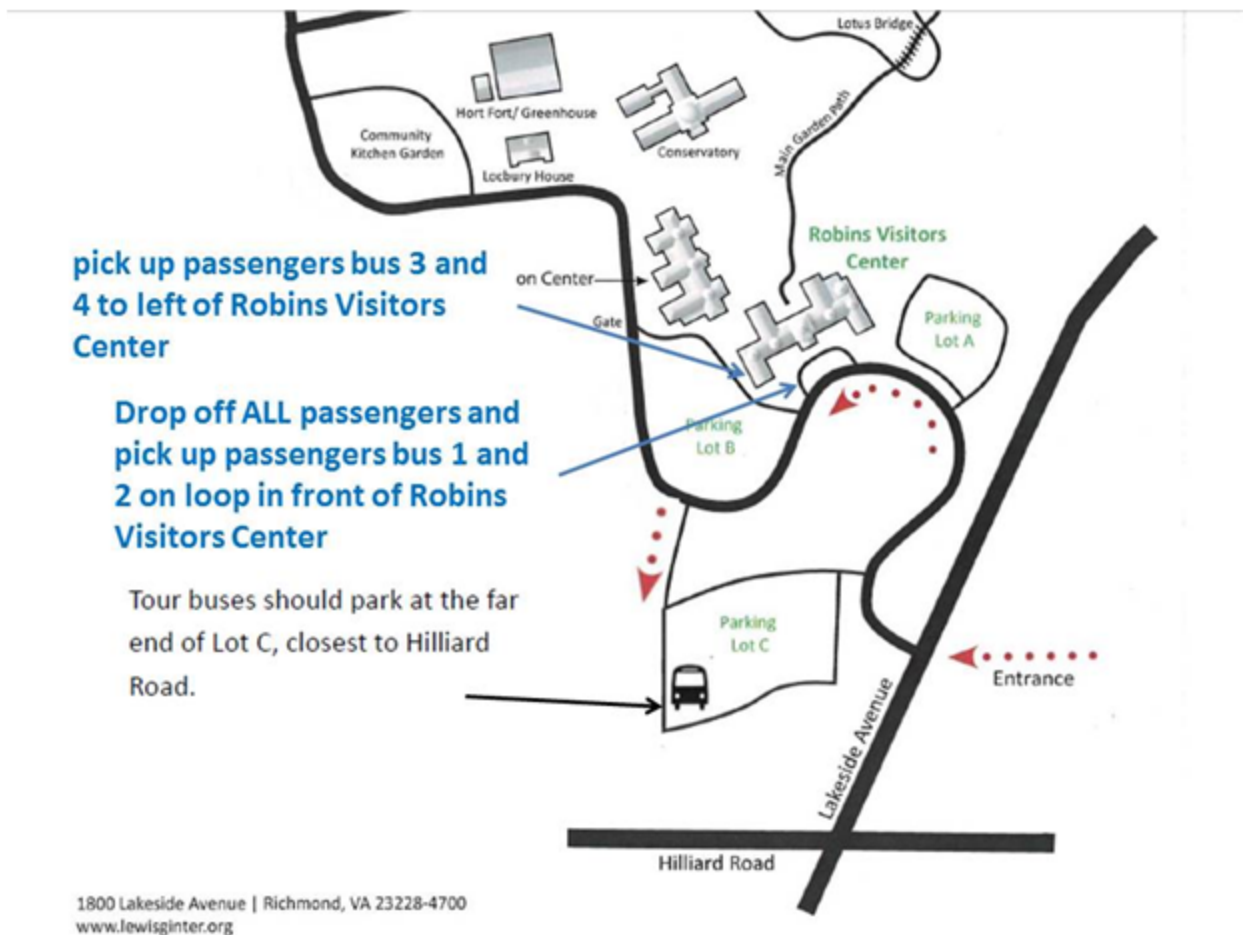 Lotus Bridge
Hort Fort/ Greenhouse
Community
Kitchen Garden
Conservatory
Main Garden Path
Locbury House
Robins Visitors
Center
pick up passengers bus 3 and
4 to left of Robins Visitors
Center
on Center
Gate
Parking
Lot A
Drop off ALL passengers and
pick up passengers bus 1 and
2 on loop in front of Robins
Visitors Center
Parking
Lot B
Tour buses should park at the far
end of Lot C, closest to Hilliard
Road.
Parking
Lot C
Entrance
Lakeside Avenue
Hilliard Road
1800 Lakeside Avenue | Richmond, VA 23228-4700
www.lewisginter.org